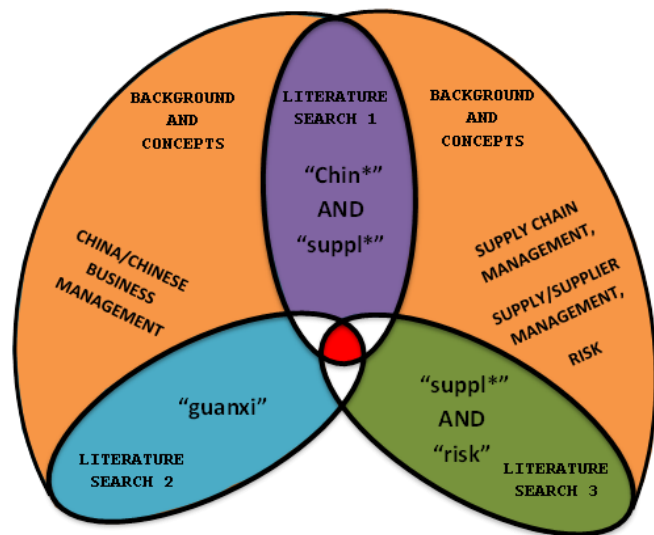 BACKGROUND
AND
CONCEPTS
CHINA/CHINESE
BUSINESS
MANAGEMENT
LITERATURE
SEARCH 1
“Chin*”
AND
“suppl*”
BACKGROUND
AND
CONCEPTS
SUPPLY CHAIN
MANAGEMENT,
SUPPLY/SUPPLIER
MANAGEMENT,
RISK
“guanxi”
LITERATURE
SEARCH 2
“suppl*”
AND
“risk”
LITERATURE
SEARCH 3